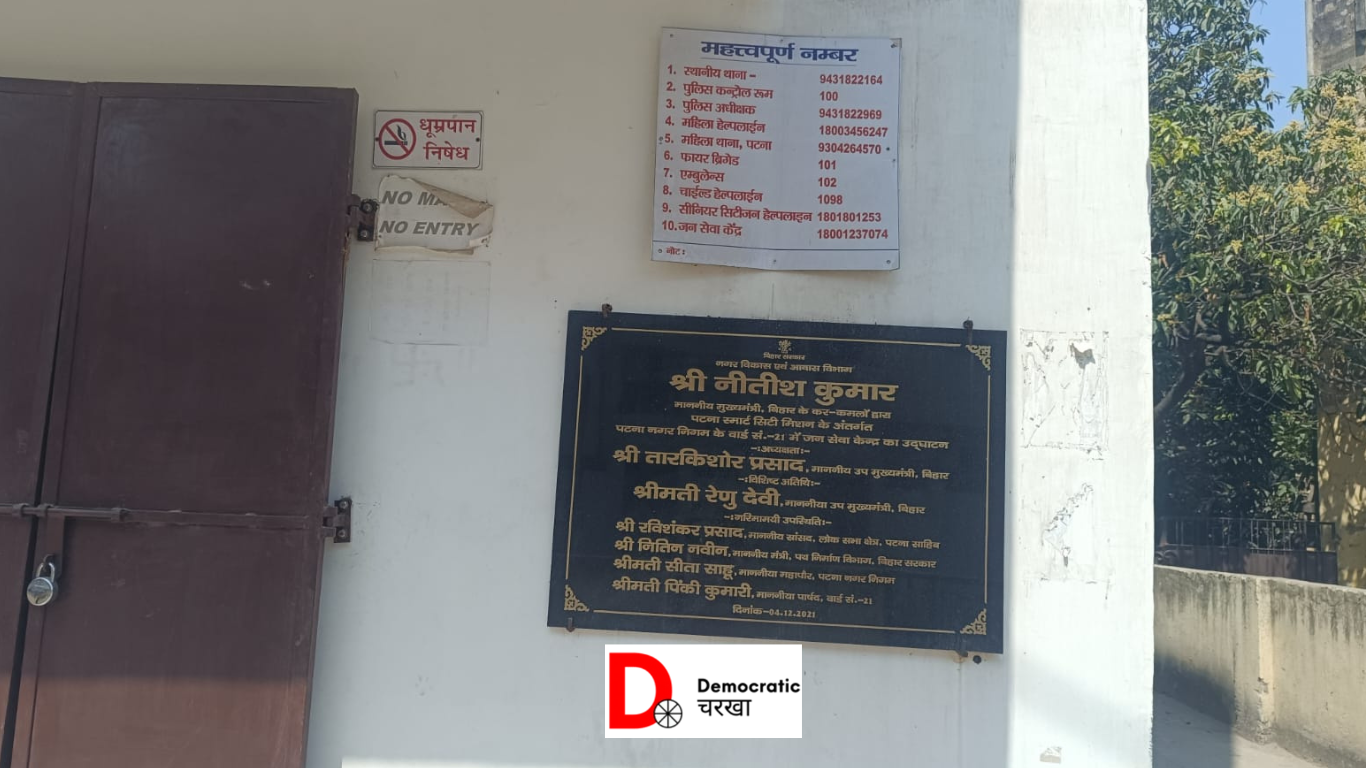 धूम्रपान
निषेध
NO MA
NO ENTRY
महत्त्वपूर्ण नम्बर
1. स्थानीय थाना – 9431822164
2. पुलिस कन्ट्रौल रूम 100
3. पुलिस अधीक्षक 9431822969
4. महिला हेल्पलाईन 18003456247
5. महिला थाना, पटना 9304264570
6. फायर ब्रिगेड 101
7. एम्बुलेन्स 102
8. चाईल्ड हेल्पलाईन 1098
9. सीनियर सिटीजन हेल्पलाइन 1801801253
10. जन सेवा केंद्र 18001237074
नोट :
बिहार सरकार
नगर विकास एवं आवास विभाग
श्री नीतीश कुमार
माननीय मुख्यमंत्री, बिहार के कर-कमलों द्वारा
पटना स्मार्ट सिटी मिशन के अंतर्गत
पटना नगर निगम के वार्ड सं.-21 में जन सेवा केन्द्र का उद्घाटन
-:अध्यक्षता:-
श्री तारकिशोर प्रसाद, माननीय उप मुख्यमंत्री, बिहार
-:विशिष्ट अतिथि:-
श्रीमती रेणु देवी, माननीया उप मुख्यमंत्री, बिहार
-:गरिमामयी उपस्थिति:-
श्री रविशंकर प्रसाद, माननीय सांसद, लोक सभा क्षेत्र, पटना साहिब
श्री नितिन नवीन, माननीय मंत्री, पथ निर्माण विभाग, बिहार सरकार
श्रीमती सीता साहू, माननीया महापौर, पटना नगर निगम
श्रीमती पिंकी कुमारी, माननीया पार्षद, वार्ड सं.-21
दिनांक-04.12.2021
D Democratic
चरखा